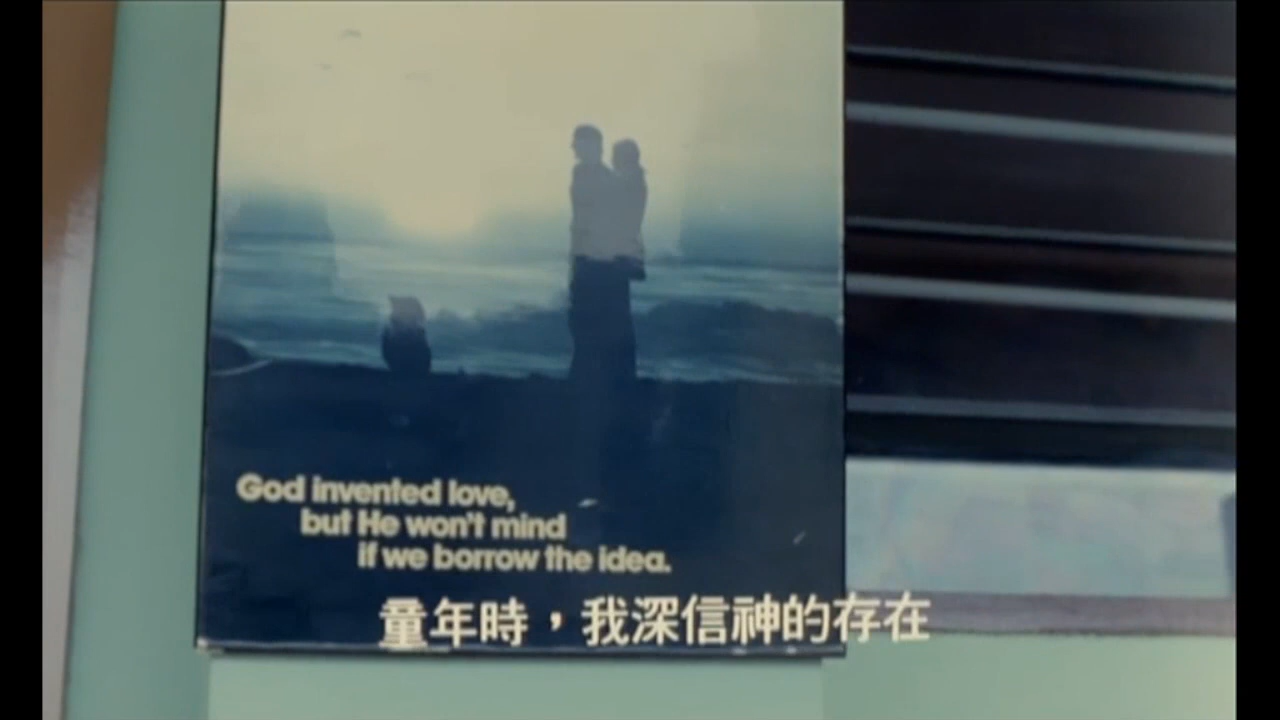 God invented love,
but He won't mind
if we borrow the idea.
童年時，我深信神的存在